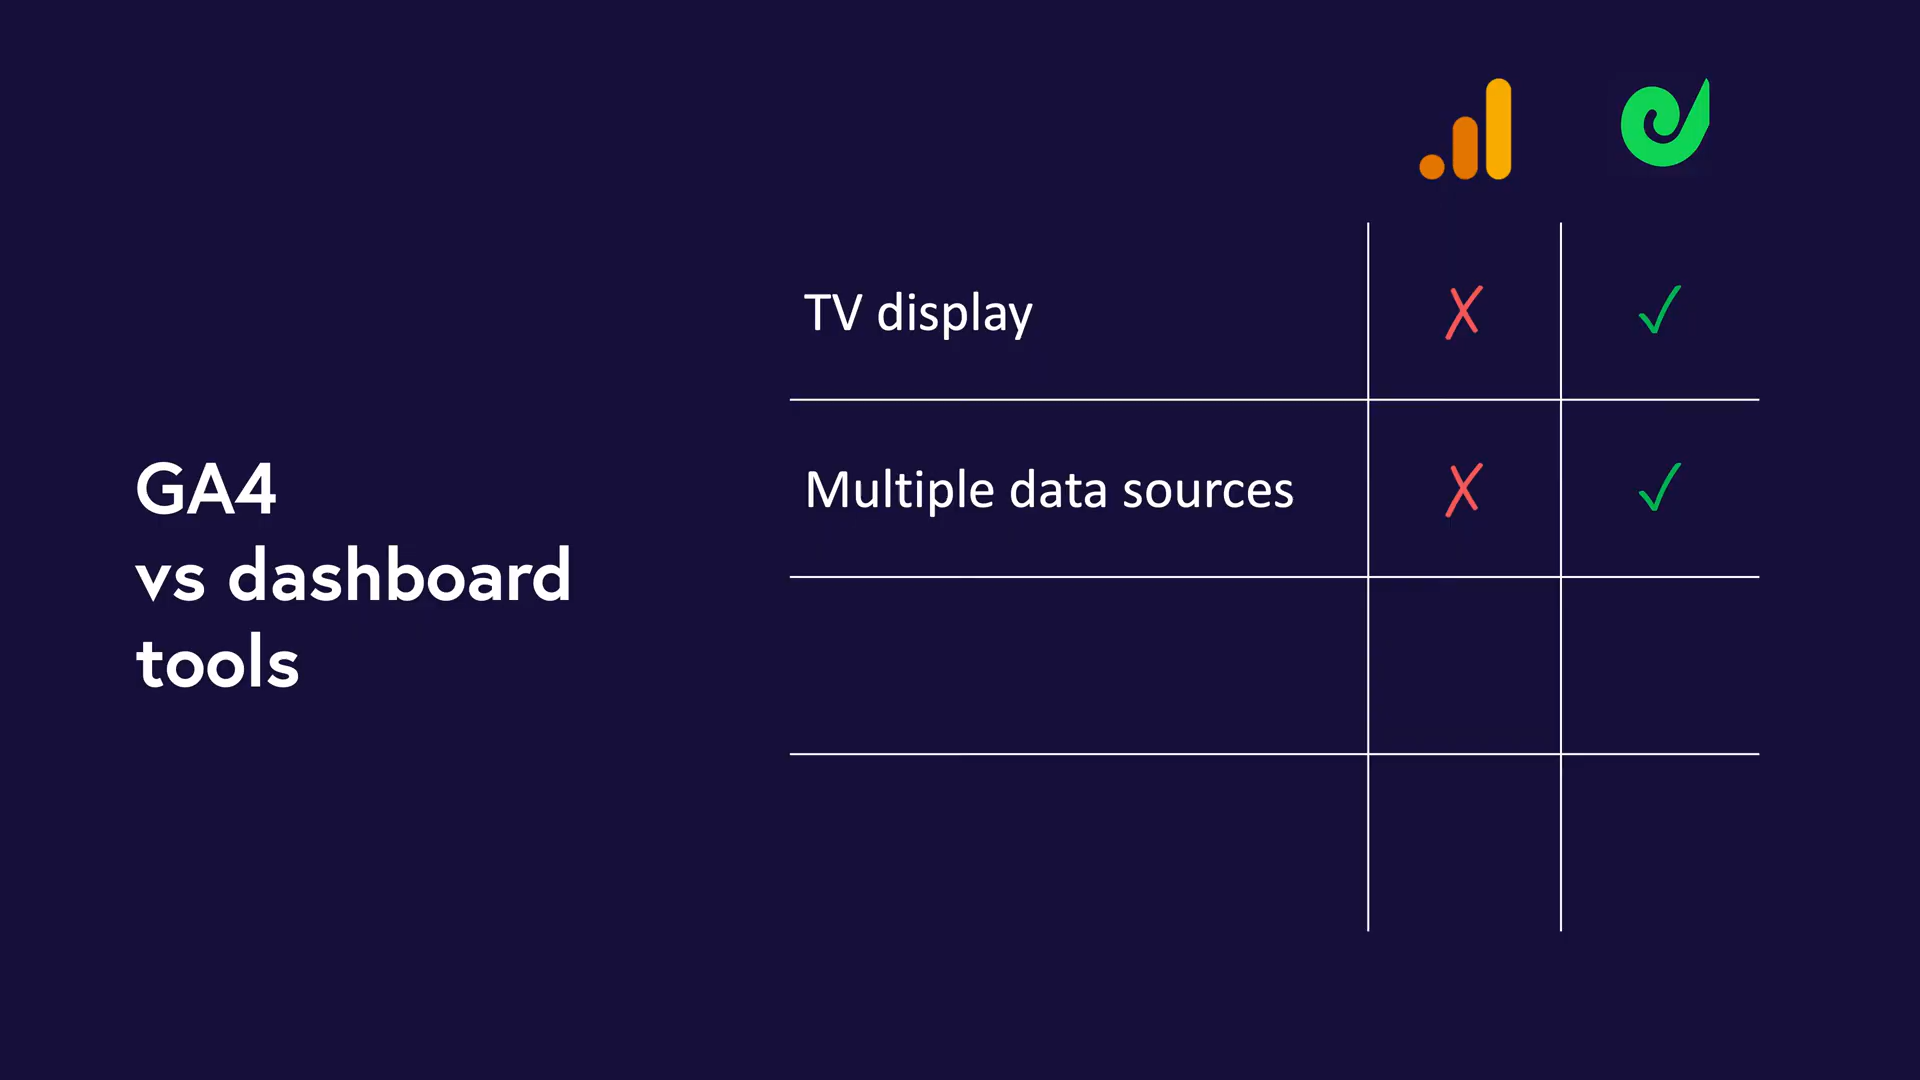 GA4
vs dashboard
tools
TV display ✗ ✓
Multiple data sources ✗ ✓